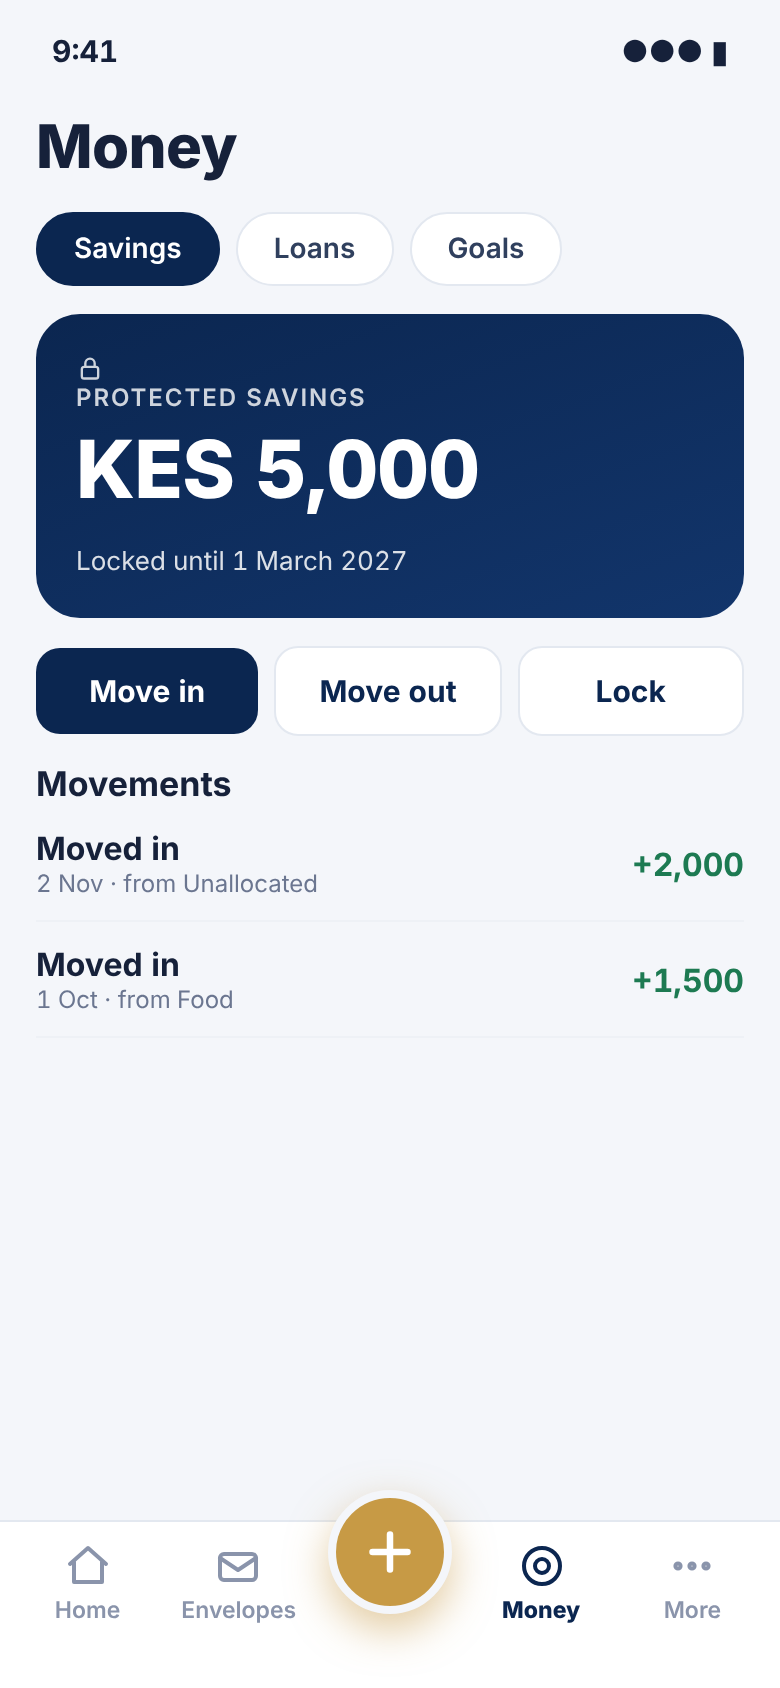 9:41
Money
Savings
Loans
Goals
PROTECTED SAVINGS
KES 5,000
Locked until 1 March 2027
Move in
Move out
Lock
Movements
Moved in
2 Nov · from Unallocated
+2,000
Moved in
1 Oct · from Food
+1,500
Home
Envelopes
Money
More